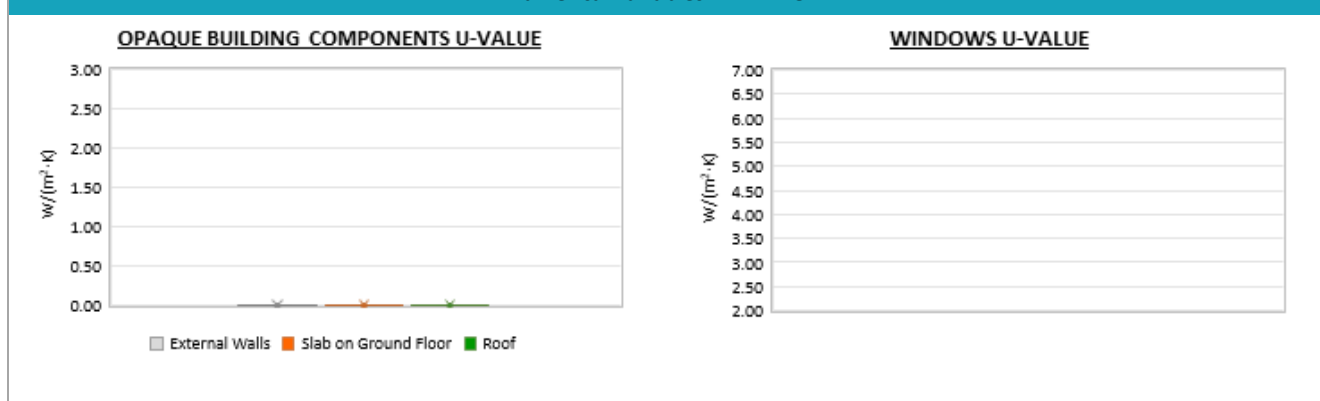 OPAQUE BUILDING COMPONENTS U-VALUE
3.00
2.50
2.00
1.50
1.00
0.50
0.00
W/(m²·K)
External Walls
Slab on Ground Floor
Roof
WINDOWS U-VALUE
7.00
6.50
6.00
5.50
5.00
4.50
4.00
3.50
3.00
2.50
2.00
W/(m²·K)